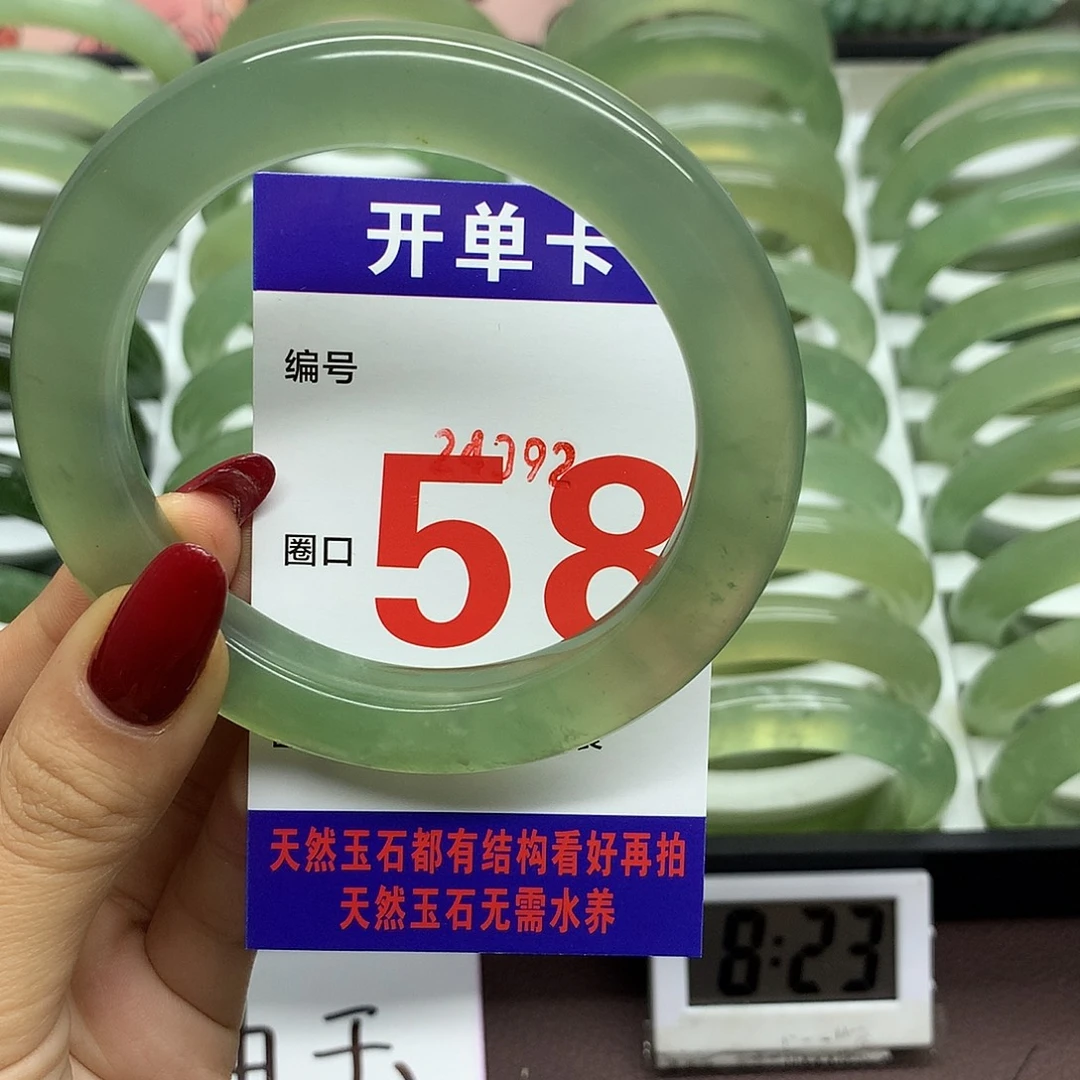 开单卡
编号
24092
圈口 58
天然玉石都有结构看好再拍
天然玉石无需水养
8:23